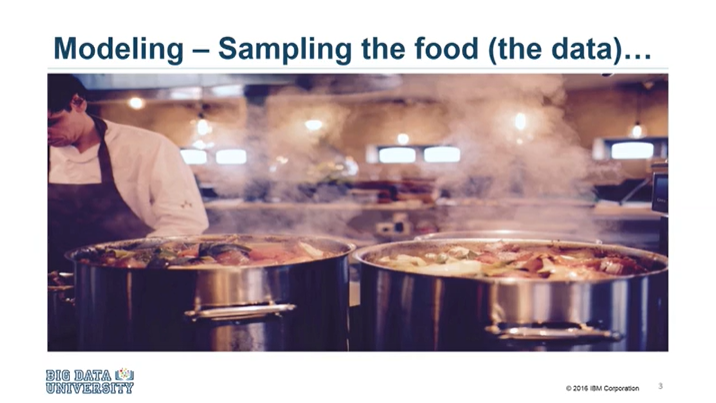 Modeling – Sampling the food (the data)…
BIG DATA
UNIVERSITY
© 2016 IBM Corporation
3